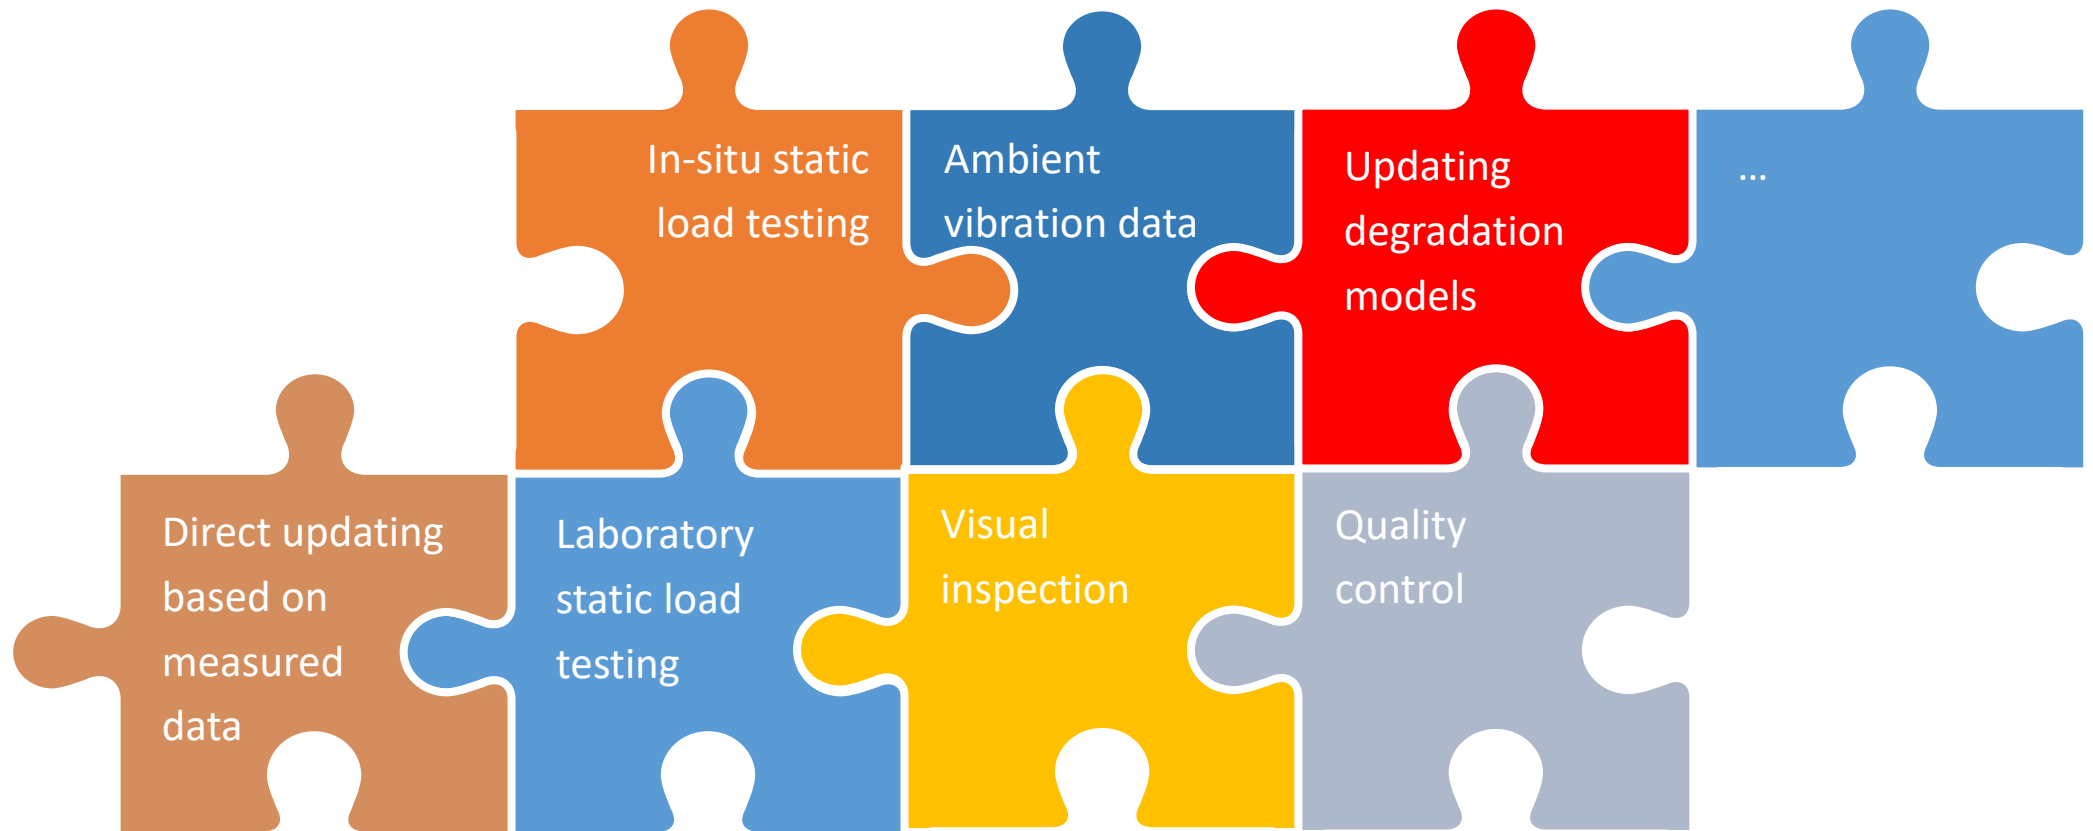 In-situ static
load testing
Ambient
vibration data
Updating
degradation
models
...
Direct updating
based on
measured
data
Laboratory
static load
testing
Visual
inspection
Quality
control